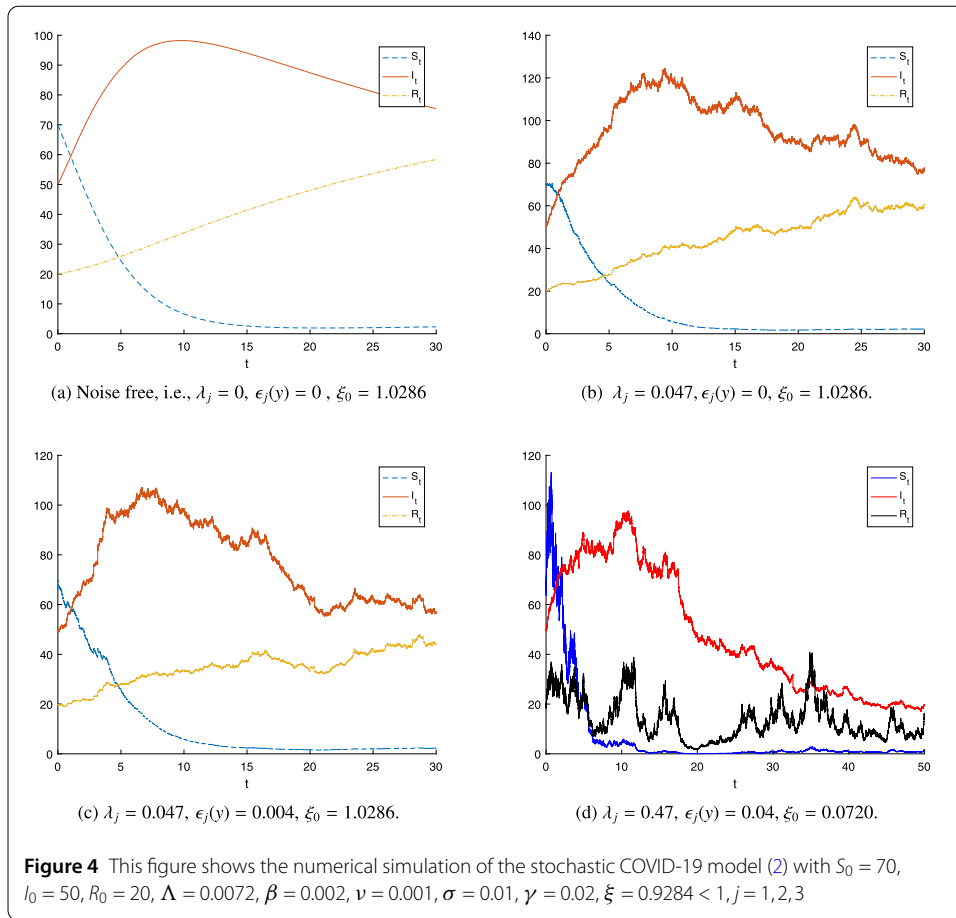 100
90
80
70
60
50
40
30
20
10
0
0 5 10 15 20 25 30
t
S_t
I_t
R_t
(a) Noise free, i.e., λ_j = 0, ϵ_j(y) = 0 , ξ_0 = 1.0286
140
120
100
80
60
40
20
0
0 5 10 15 20 25 30
t
S_t
I_t
R_t
(b) λ_j = 0.047, ϵ_j(y) = 0, ξ_0 = 1.0286.
120
100
80
60
40
20
0
0 5 10 15 20 25 30
t
S_t
I_t
R_t
(c) λ_j = 0.047, ϵ_j(y) = 0.004, ξ_0 = 1.0286.
120
100
80
60
40
20
0
0 10 20 30 40 50
t
S_t
I_t
R_t
(d) λ_j = 0.47, ϵ_j(y) = 0.04, ξ_0 = 0.0720.
Figure 4 This figure shows the numerical simulation of the stochastic COVID-19 model (2) with S_0 = 70,
I_0 = 50, R_0 = 20, Λ = 0.0072, β = 0.002, ν = 0.001, σ = 0.01, γ = 0.02, ξ = 0.9284 < 1, j = 1, 2, 3